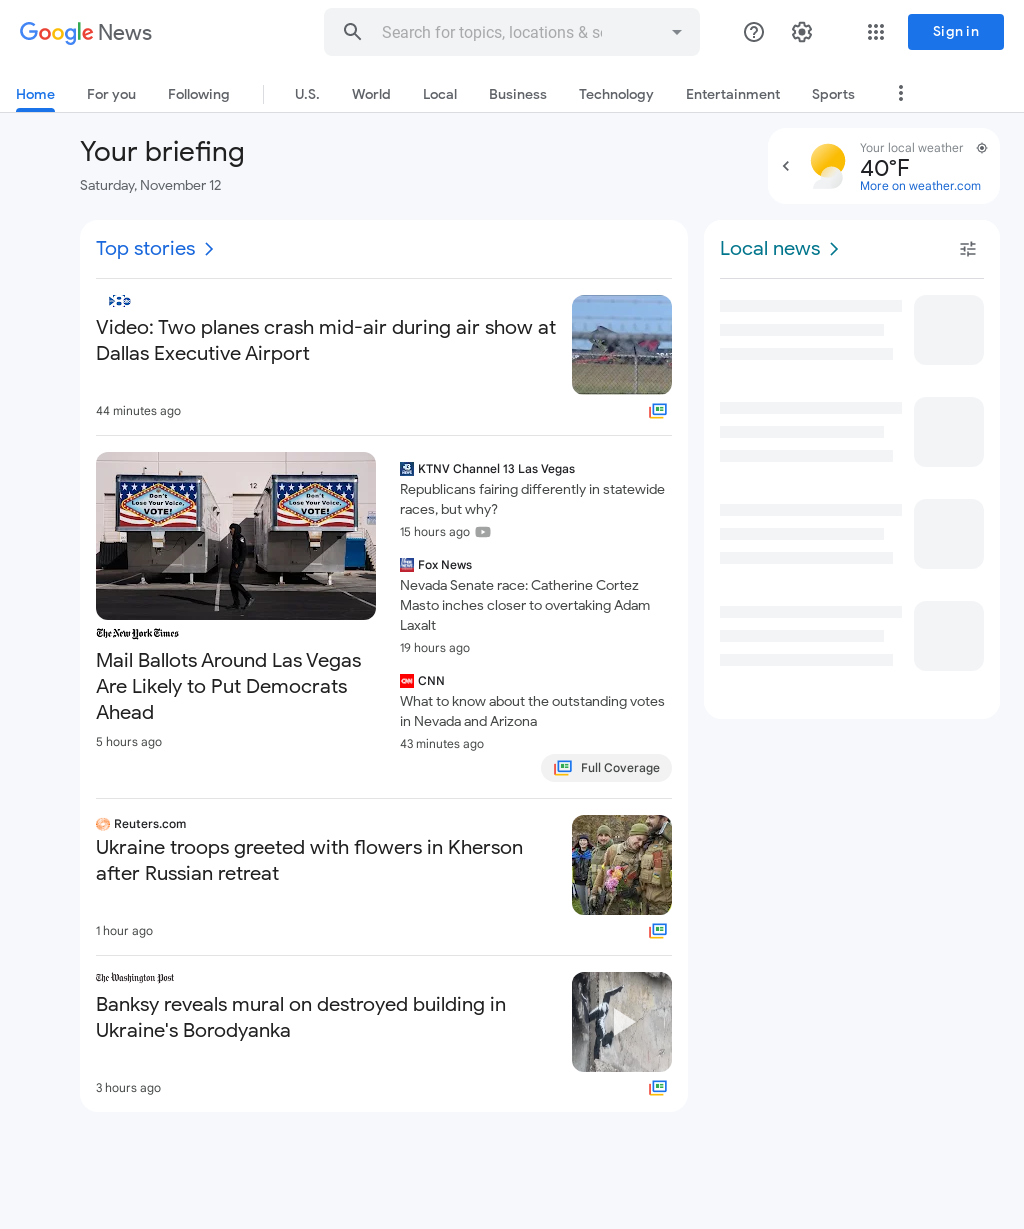 Google News
Search for topics, locations & so
Sign in
Home
For you
Following
U.S.
World
Local
Business
Technology
Entertainment
Sports
Your briefing
Saturday, November 12
Your local weather
40°F
More on weather.com
Top stories
Video: Two planes crash mid-air during air show at
Dallas Executive Airport
44 minutes ago
Don't
Lose Your Voice,
VOTE!
12
Don't
Lose Your Voice,
VOTE!
The New York Times
Mail Ballots Around Las Vegas
Are Likely to Put Democrats
Ahead
5 hours ago
KTNV Channel 13 Las Vegas
Republicans fairing differently in statewide
races, but why?
15 hours ago
Fox News
Nevada Senate race: Catherine Cortez
Masto inches closer to overtaking Adam
Laxalt
19 hours ago
CNN
CNN
What to know about the outstanding votes
in Nevada and Arizona
43 minutes ago
Full Coverage
Reuters.com
Ukraine troops greeted with flowers in Kherson
after Russian retreat
1 hour ago
The Washington Post
Banksy reveals mural on destroyed building in
Ukraine's Borodyanka
3 hours ago
Local news